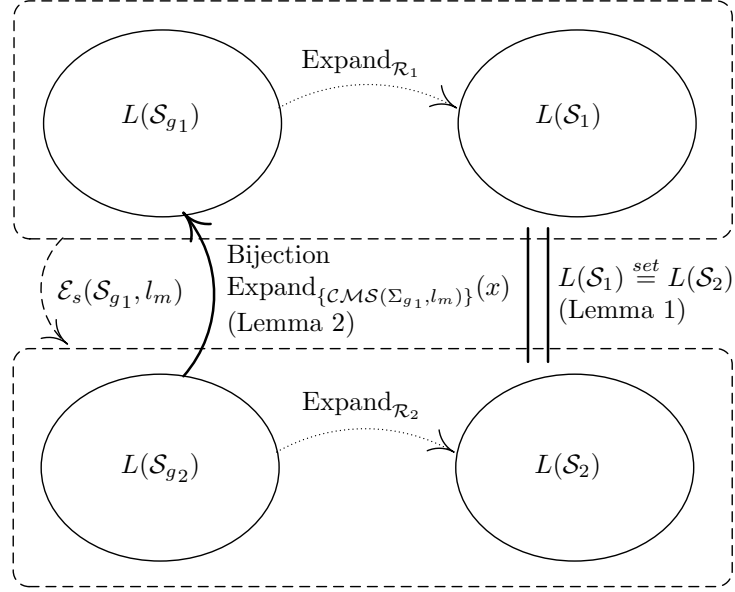 Expand_{\mathcal{R}_1}
L(\mathcal{S}_{g_1})
L(\mathcal{S}_1)
\mathcal{E}_s(\mathcal{S}_{g_1}, l_m)
Bijection
Expand_{\{\mathcal{CMS}(\Sigma_{g_1}, l_m)\}}(x)
(Lemma 2)
L(\mathcal{S}_1) \stackrel{set}{=} L(\mathcal{S}_2)
(Lemma 1)
Expand_{\mathcal{R}_2}
L(\mathcal{S}_{g_2})
L(\mathcal{S}_2)